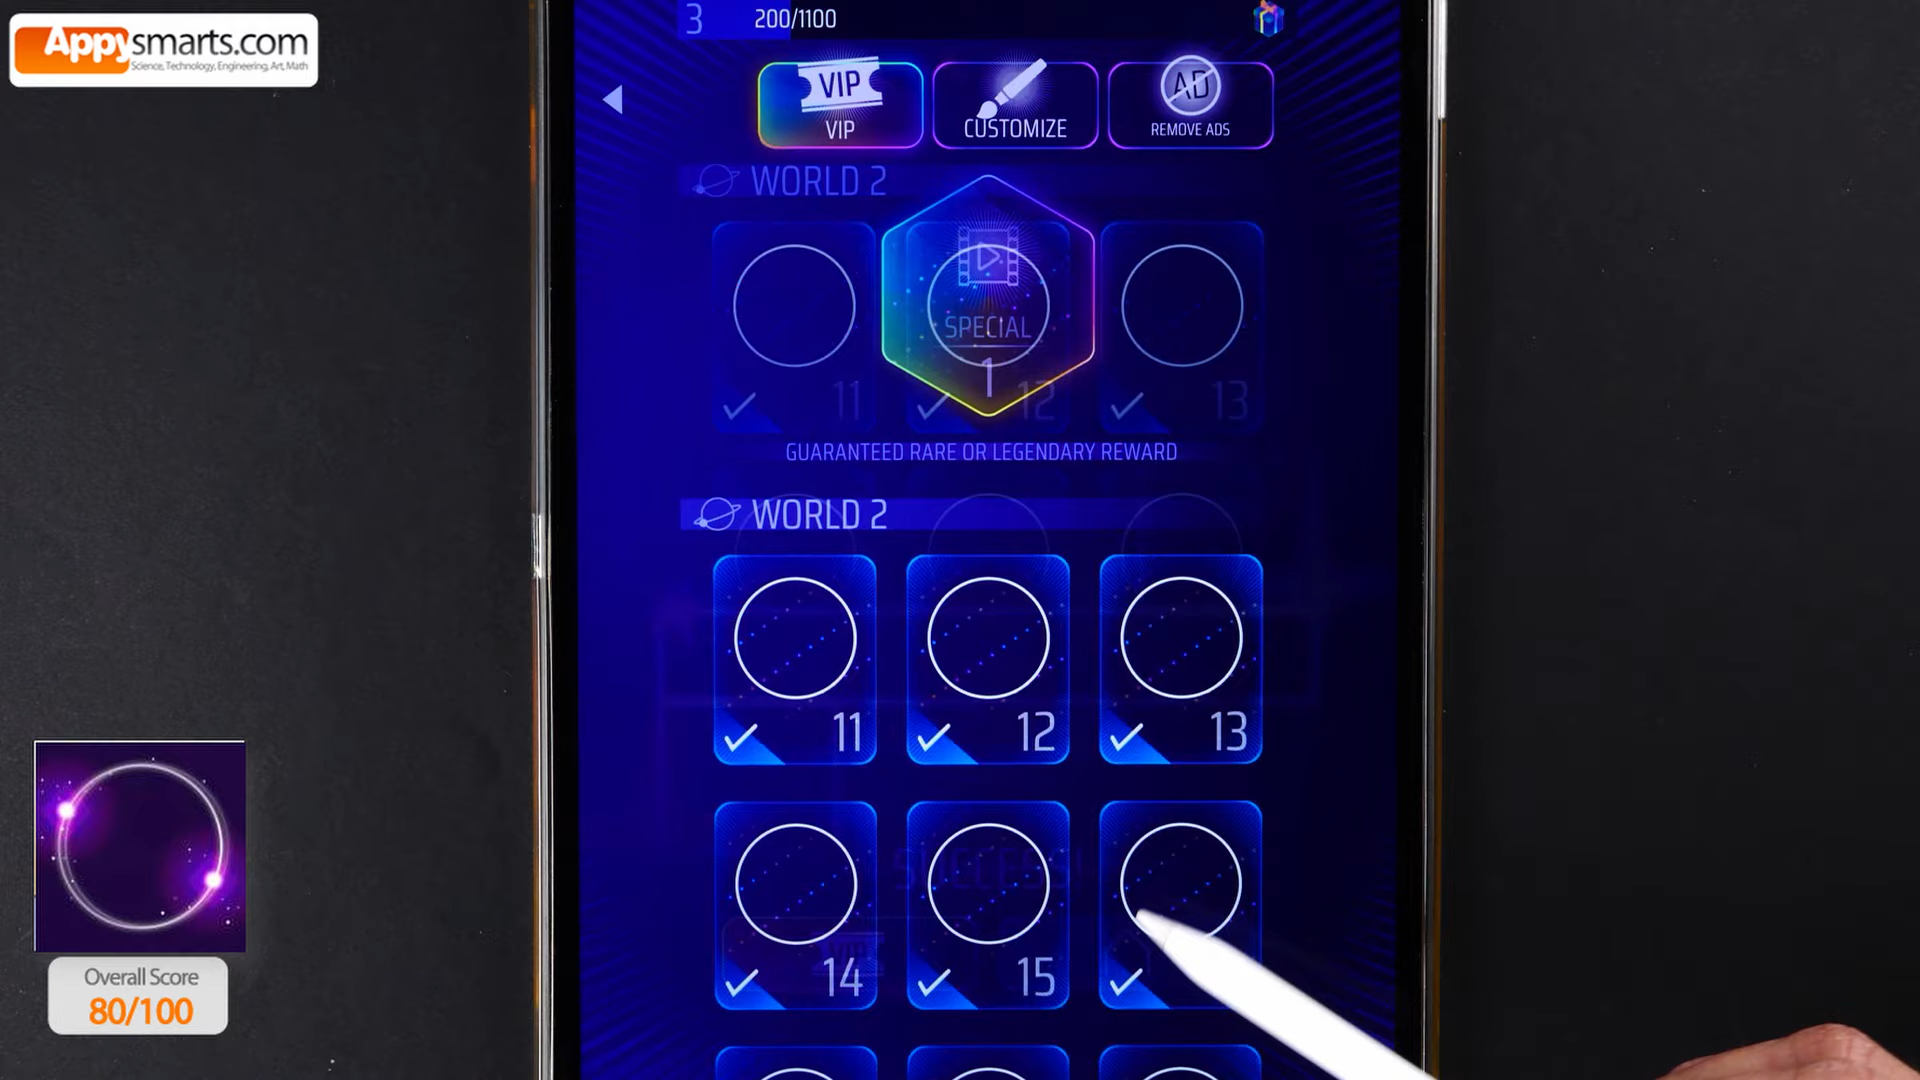 Appysmarts.com
Science, Technology, Engineering, Art, Math
3 200/1100
VIP
VIP
CUSTOMIZE
AD
REMOVE ADS
WORLD 2
SPECIAL
1
11 12 13
GUARANTEED RARE OR LEGENDARY REWARD
WORLD 2
11 12 13
SUCCESS!
14 15
VIP
Overall Score
80/100